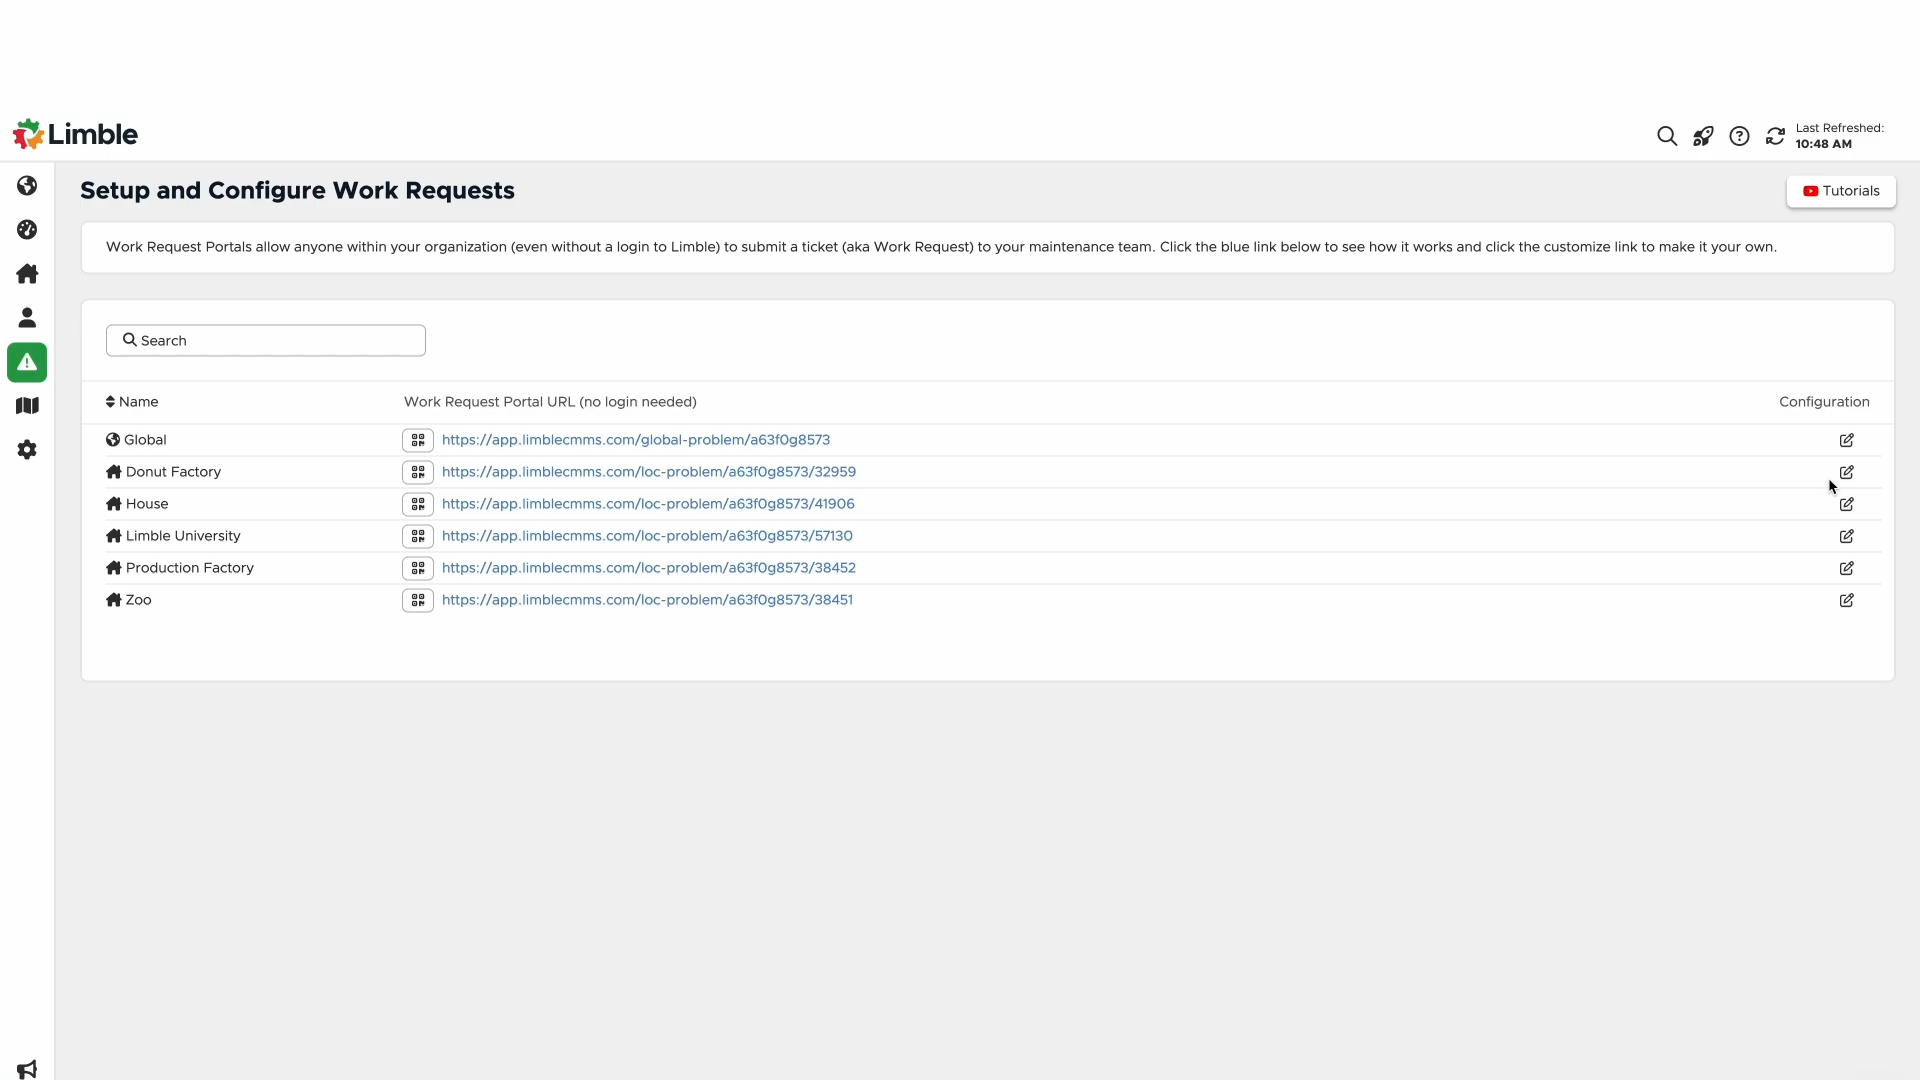 Limble
Last Refreshed:
10:48 AM
Setup and Configure Work Requests
Tutorials
Work Request Portals allow anyone within your organization (even without a login to Limble) to submit a ticket (aka Work Request) to your maintenance team. Click the blue link below to see how it works and click the customize link to make it your own.
Search
Name Work Request Portal URL (no login needed) Configuration
Global https://app.limblecmms.com/global-problem/a63f0g8573
Donut Factory https://app.limblecmms.com/loc-problem/a63f0g8573/32959
House https://app.limblecmms.com/loc-problem/a63f0g8573/41906
Limble University https://app.limblecmms.com/loc-problem/a63f0g8573/57130
Production Factory https://app.limblecmms.com/loc-problem/a63f0g8573/38452
Zoo https://app.limblecmms.com/loc-problem/a63f0g8573/38451